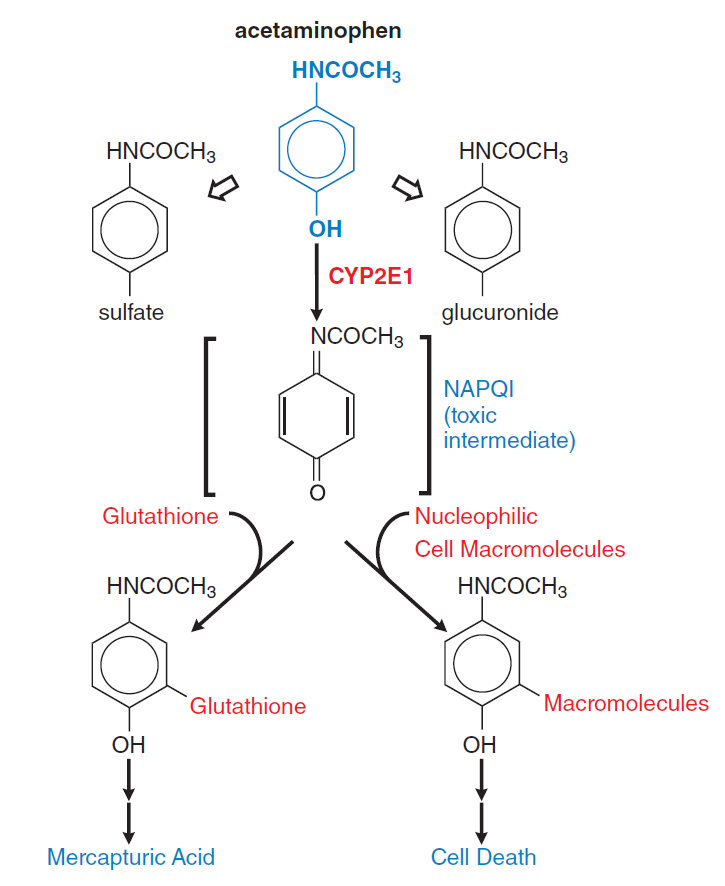 acetaminophen
HNCOCH3
HNCOCH3
HNCOCH3
OH
CYP2E1
sulfate
glucuronide
NCOCH3
NAPQI
(toxic
intermediate)
O
Glutathione
Nucleophilic
Cell Macromolecules
HNCOCH3
HNCOCH3
Glutathione
Macromolecules
OH
OH
Mercapturic Acid
Cell Death